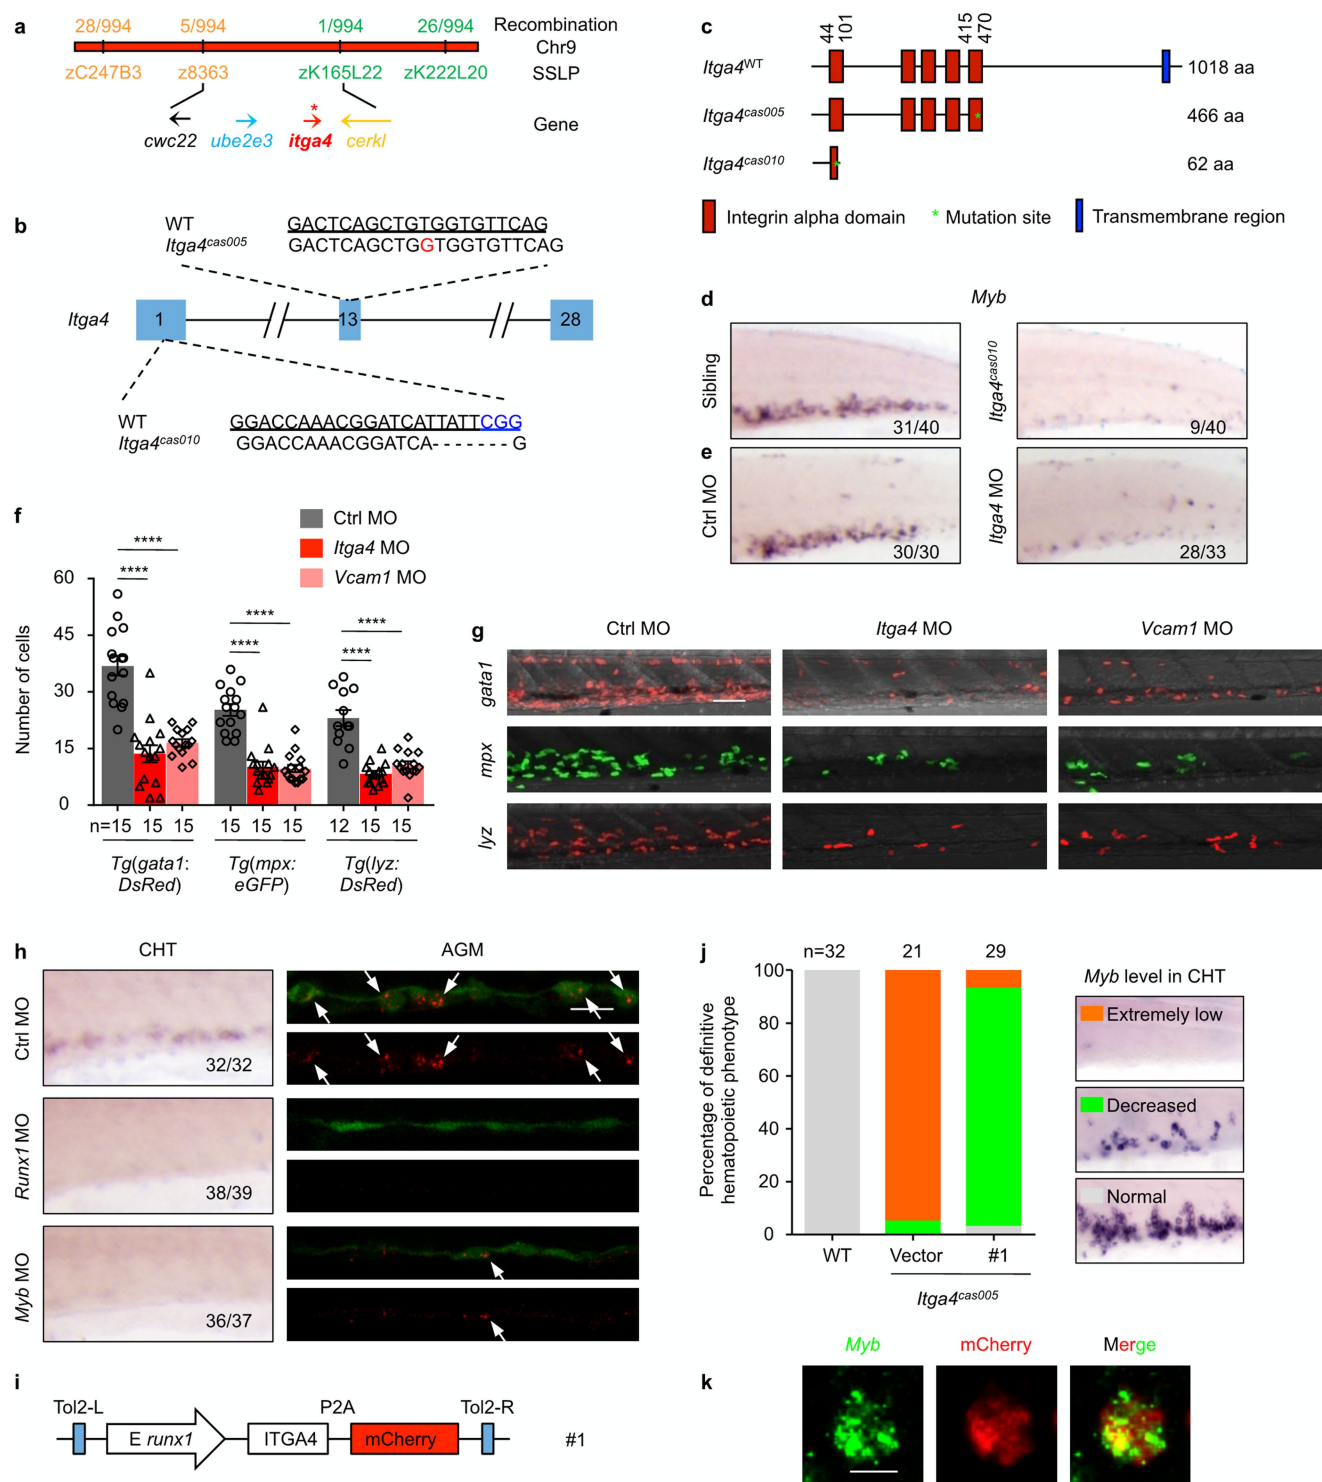 a
28/994 5/994 1/994 26/994 Recombination
Chr9
zC247B3 z8363 zK165L22 zK222L20 SSLP
*
Gene
cwc22 ube2e3 itga4 cerkl
b
WT GACTCAGCTGTGGTGTTCAG
Itga4cas005 GACTCAGCTGGTGGTGTTCAG
Itga4 1 13 28
WT GGACCAAACGGATCATTATTCGG
Itga4cas010 GGACCAAACGGATCA-------G
c
44 101 415 470
Itga4WT 1018 aa
Itga4cas005 * 466 aa
Itga4cas010 * 62 aa
Integrin alpha domain * Mutation site Transmembrane region
d
Myb
Sibling 31/40 Itga4cas010 9/40
e
Ctrl MO 30/30 Itga4 MO 28/33
f
Ctrl MO
Itga4 MO
Vcam1 MO
Number of cells
60
45
30
15
0
**** **** ****
**** **** ****
n=15 15 15 15 15 15 12 15 15
Tg(gata1: Tg(mpx: Tg(lyz:
DsRed) eGFP) DsRed)
g
Ctrl MO Itga4 MO Vcam1 MO
gata1
mpx
lyz
h
CHT AGM
Ctrl MO 32/32
Runx1 MO 38/39
Myb MO 36/37
i
Tol2-L P2A Tol2-R
E runx1 ITGA4 mCherry #1
j
n=32 21 29
Percentage of definitive
hematopoietic phenotype
100
80
60
40
20
0
WT Vector #1
Itga4cas005
Myb level in CHT
Extremely low
Decreased
Normal
k
Myb mCherry Merge